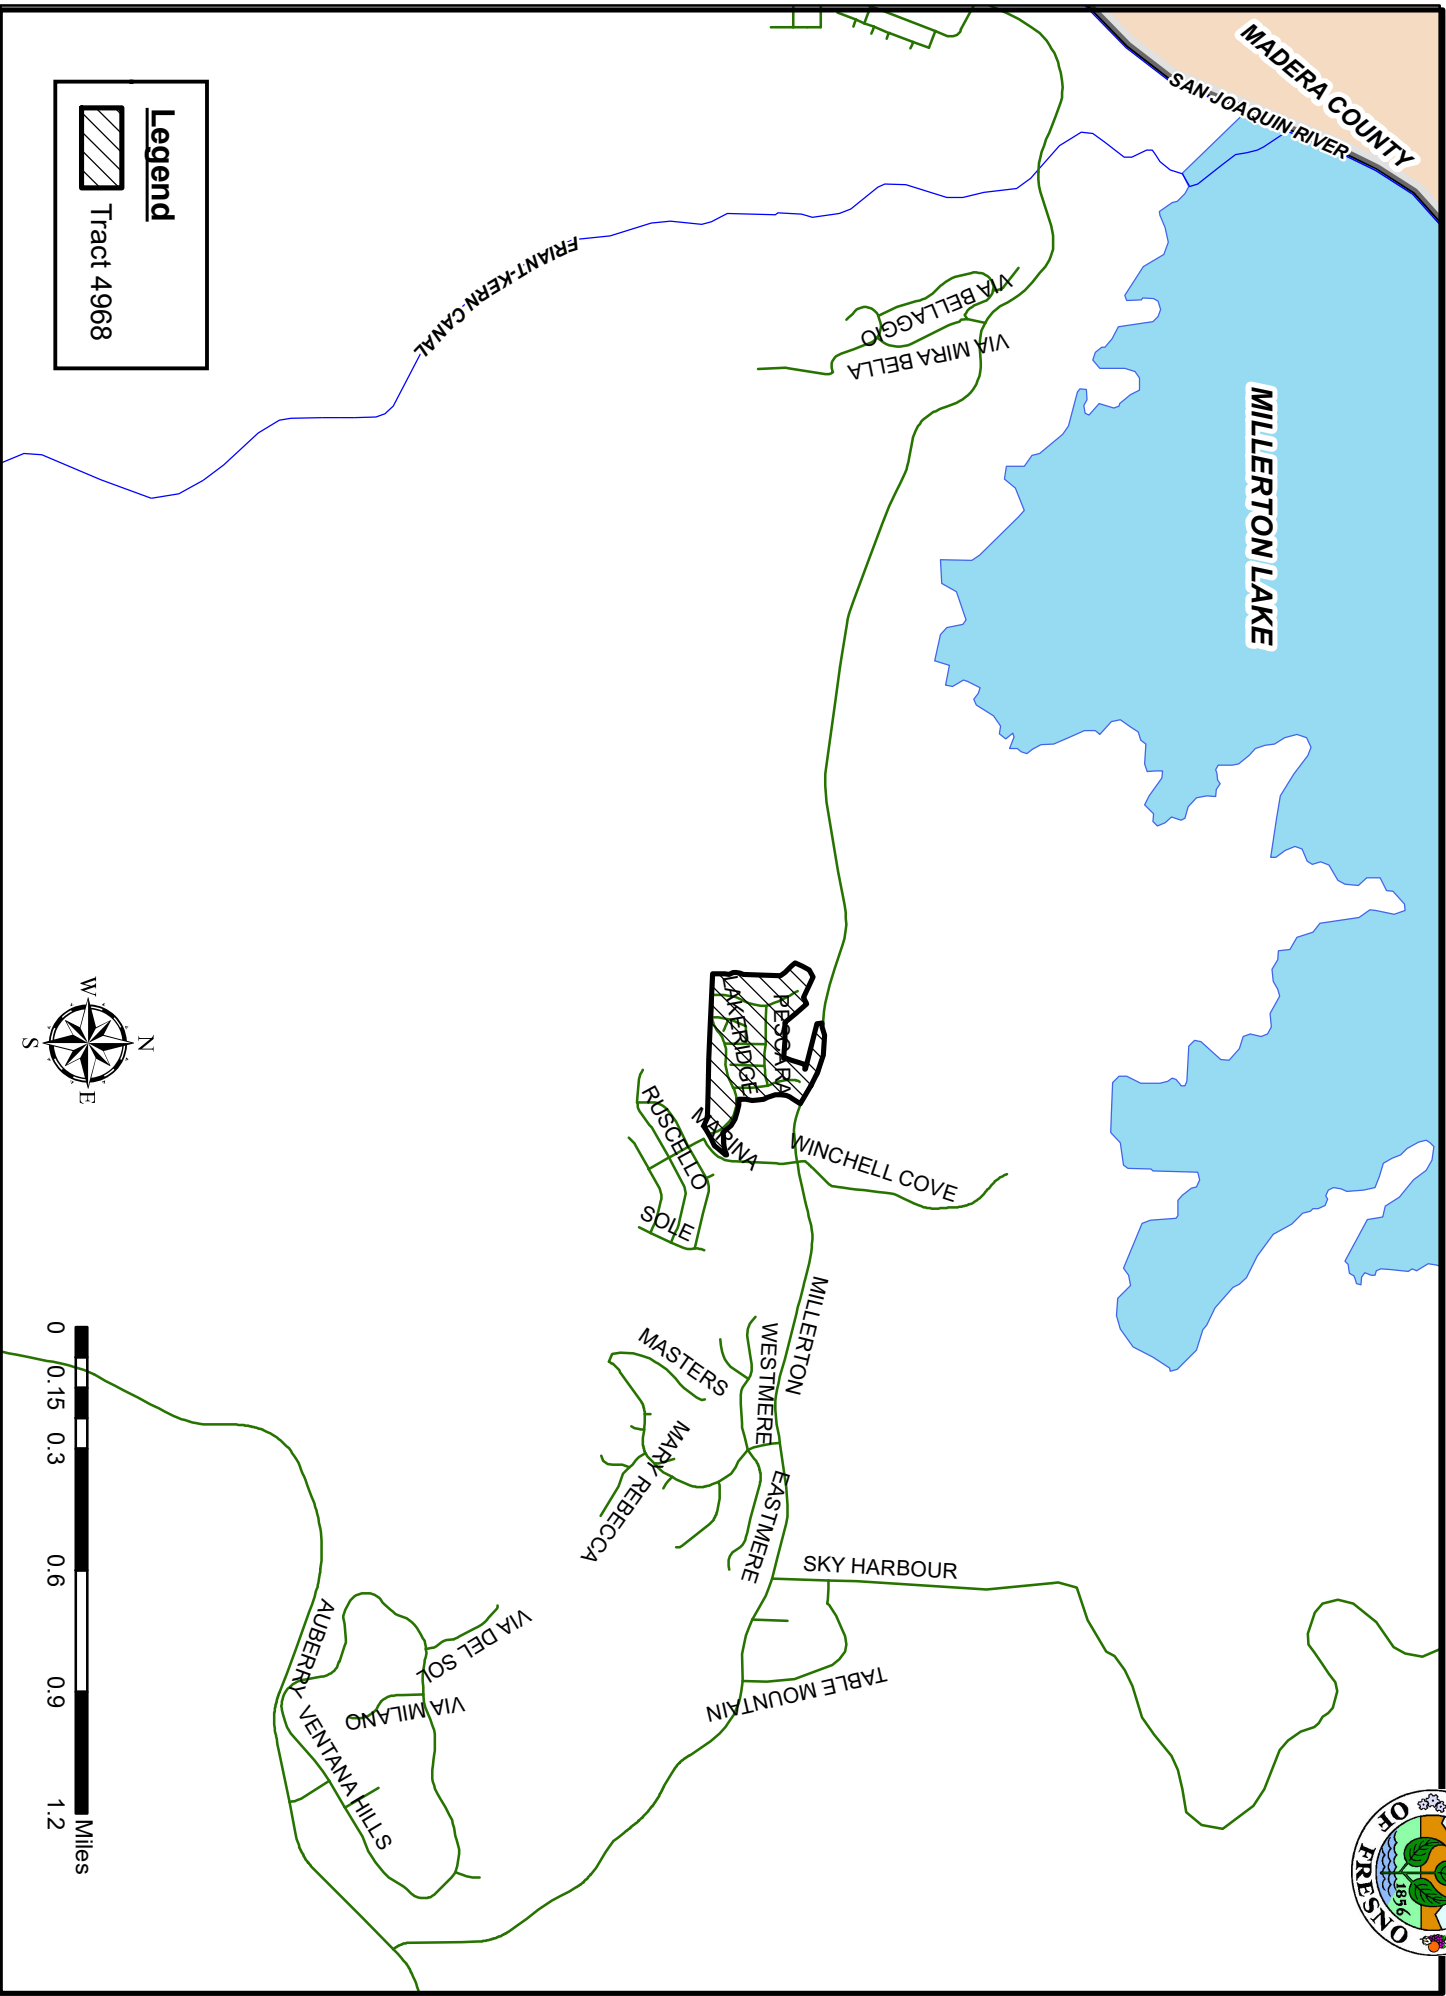 MADERA COUNTY
SAN JOAQUIN RIVER
MILLERTON LAKE
FRIANT-KERN CANAL
VIA BELLAGGIO
VIA MIRA BELLA
PESCARA
LAKERIDGE
MARINA
RUSCELLO
SOLE
WINCHELL COVE
MILLERTON
WESTMERE
MASTERS
MARY REBECCA
EASTMERE
SKY HARBOUR
TABLE MOUNTAIN
VIA DEL SOL
VIA MILANO
AUBERRY
VENTANA HILLS
Legend
Tract 4968
N
W
E
S
0 0.15 0.3 0.6 0.9 1.2
Miles
OF FRESNO
1856